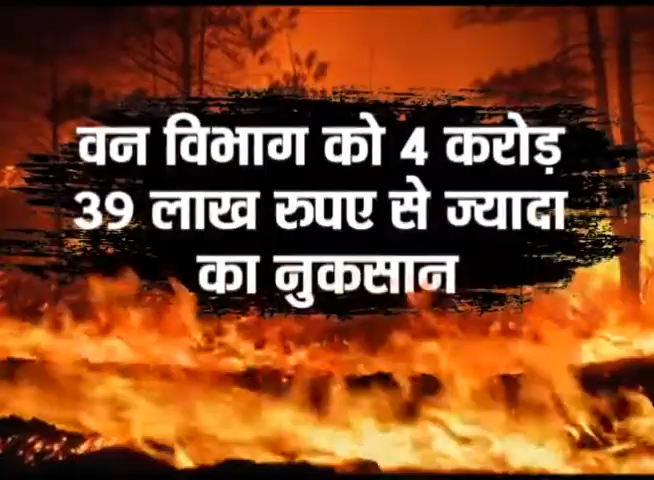 वन विभाग को 4 करोड़
39 लाख रुपए से ज्यादा
का नुकसान